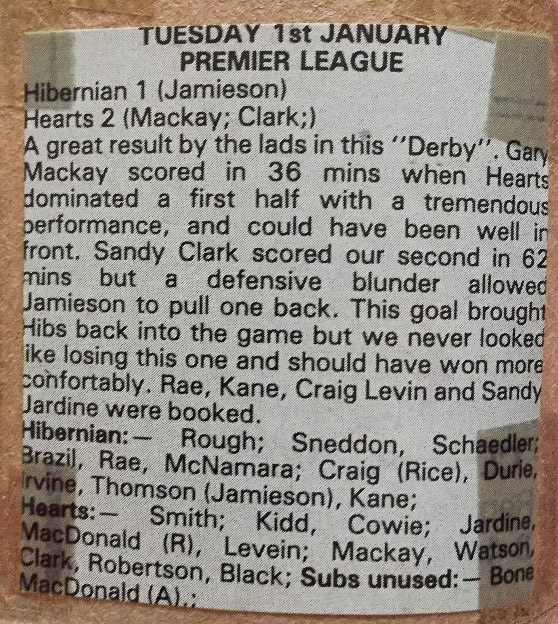 TUESDAY 1st JANUARY
PREMIER LEAGUE
Hibernian 1 (Jamieson)
Hearts 2 (Mackay; Clark;)
A great result by the lads in this "Derby". Gary
Mackay scored in 36 mins when Hearts
dominated a first half with a tremendous
performance, and could have been well in
front. Sandy Clark scored our second in 62
mins but a defensive blunder allowed
Jamieson to pull one back. This goal brought
Hibs back into the game but we never looked
like losing this one and should have won more
confortably. Rae, Kane, Craig Levin and Sandy
Jardine were booked.
Hibernian:— Rough; Sneddon, Schaedler;
Brazil, Rae, McNamara; Craig (Rice), Durie,
Irvine, Thomson (Jamieson), Kane;
Hearts:— Smith; Kidd, Cowie; Jardine,
MacDonald (R), Levein; Mackay, Watson,
Clark, Robertson, Black; Subs unused:— Bone
MacDonald (A).;